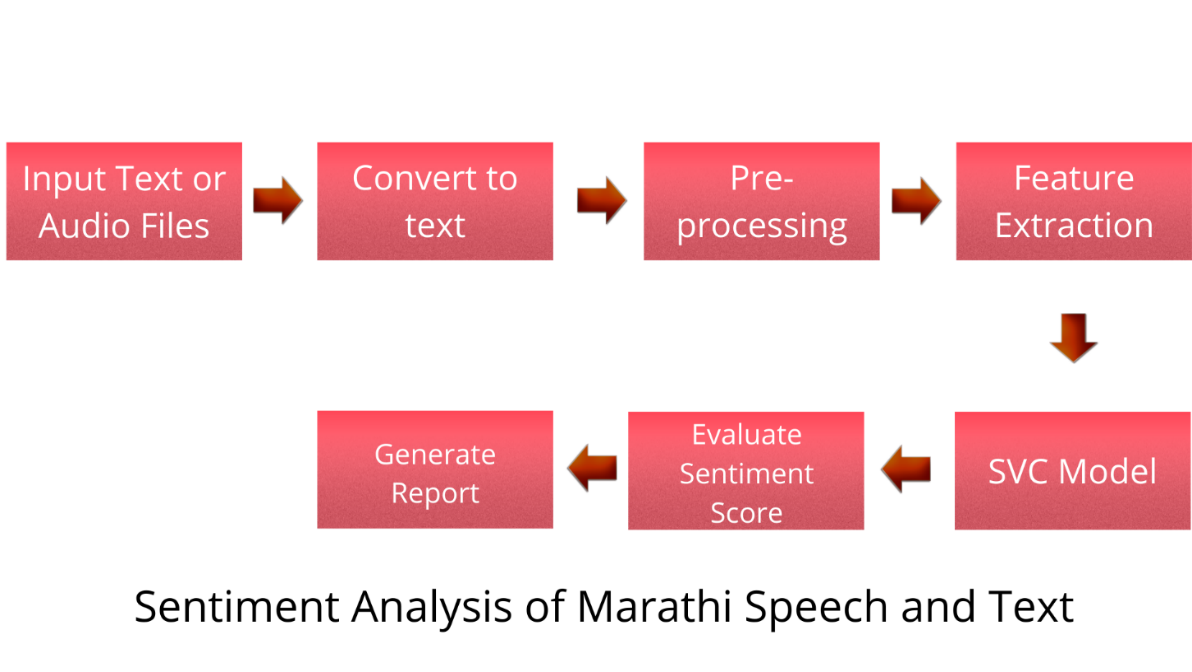 Input Text or
Audio Files
Convert to
text
Pre-
processing
Feature
Extraction
SVC Model
Evaluate
Sentiment
Score
Generate
Report
Sentiment Analysis of Marathi Speech and Text